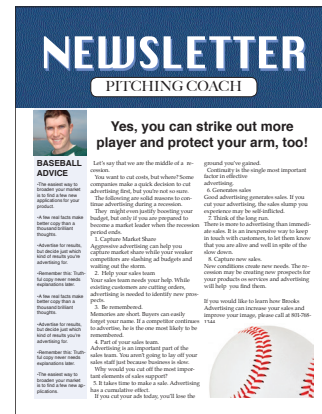 NEWSLETTER
PITCHING COACH
Yes, you can strike out more
player and protect your arm, too!
BASEBALL
ADVICE
•The easiest way to
broaden your market
is to find a few new
applications for your
product.
•A few real facts make
better copy than a
thousand brilliant
thoughts.
•Advertise for results,
but decide just which
kind of results you're
advertising for.
•Remember this: Truth-
ful copy never needs
explanations later.
•A few real facts make
better copy than a
thousand brilliant
thoughts.
•Advertise for results,
but decide just which
kind of results you're
advertising for.
•Remember this: Truth-
ful copy never needs
explanations later.
•The easiest way to
is to find a few new ap-
plications.
Let's say that we are the middle of a re-
cession.
You want to cut costs, but where? Some
companies make a quick decision to cut
advertising first, but you're not so sure.
The following are solid reasons to con-
tinue advertising during a recession.
They might even justify boosting your
budget, but only if you are prepared to
become a market leader when the recession
period ends.
1. Capture Market Share
Aggressive advertising can help you
capture market share while your weaker
competitors are slashing ad budgets and
waiting out the storm.
2. Help your sales team
Your sales team needs your help. While
existing customers are cutting orders,
advertising is needed to identify new pros-
pects.
3. Be remembered.
Memories are short. Buyers can easily
forget your name. If a competitor continues
to advertise, he is the one most likely to be
remembered.
4. Part of your sales team.
Advertising is an important part of the
sales team. You aren't going to lay off your
sales staff just because business is slow.
Why would you cut off the most impor-
tant elements of sales support?
5. It takes time to make a sale. Advertising
has a cumulative effect.
If you cut your ads today, you'll lose the
ground you've gained.
Continuity is the single most important
factor in effective
advertising.
6. Generates sales
Good advertising generates sales. If you
cut your advertising, the sales slump you
experience may be self-inflicted.
7. Think of the long run.
There is more to advertising than immedi-
ate sales. It is an inexpensive way to keep
in touch with customers, to let them know
that you are alive and well in spite of the
slow down.
8. Capture new sales.
New conditions create new needs. The re-
cession may be creating new prospects for
your products os services and advertising
will help you find them.
If you would like to learn how Brooks
Advertising can increase your sales and
improve your image, please call at 803-788-